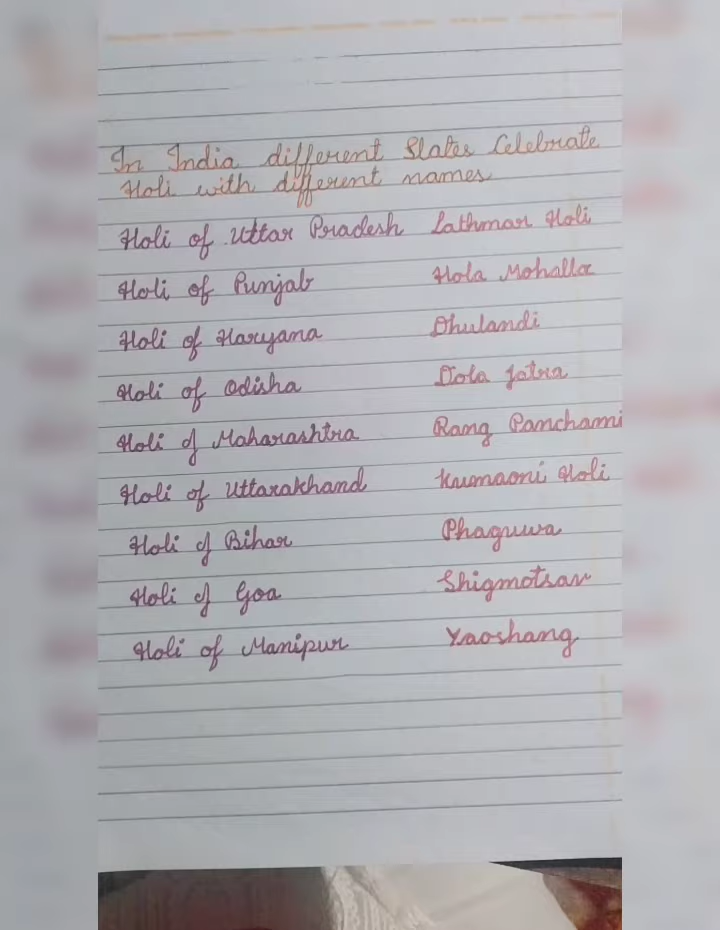 In India different States Celebrate
Holi with different names.
Holi of Uttar Pradesh Lathmar Holi
Holi of Punjab Hola Mohalla
Holi of Haryana Dhulandi
Holi of Odisha Dola Jatra
Holi of Maharashtra Rang Panchami
Holi of Uttarakhand Kumaoni Holi
Holi of Bihar Phaguwa
Holi of Goa Shigmotsav
Holi of Manipur Yaoshang